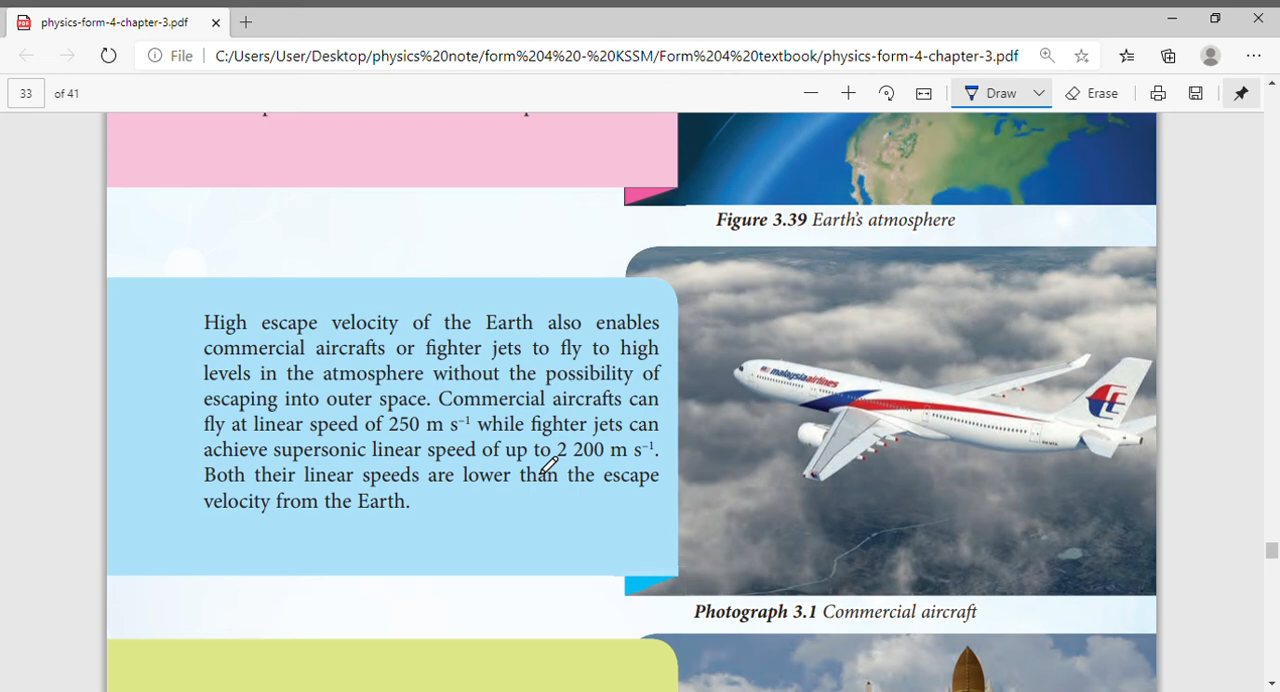 physics-form-4-chapter-3.pdf
File
C:/Users/User/Desktop/physics%20note/form%204%20-%20KSSM/Form%204%20textbook/physics-form-4-chapter-3.pdf
33
of 41
Draw
Erase
Figure 3.39 Earth's atmosphere
High escape velocity of the Earth also enables
commercial aircrafts or fighter jets to fly to high
levels in the atmosphere without the possibility of
escaping into outer space. Commercial aircrafts can
fly at linear speed of 250 m s⁻¹ while fighter jets can
achieve supersonic linear speed of up to 2 200 m s⁻¹.
Both their linear speeds are lower than the escape
velocity from the Earth.
malaysia airlines
Photograph 3.1 Commercial aircraft